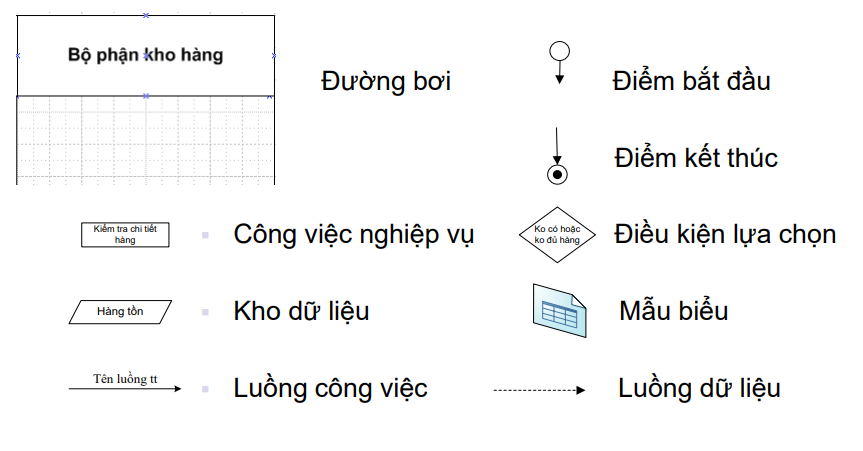 Bộ phận kho hàng
Đường bơi
Điểm bắt đầu
Điểm kết thúc
Kiểm tra chi tiết
hàng
Công việc nghiệp vụ
Ko có hoặc
ko đủ hàng
Điều kiện lựa chọn
Hàng tồn
Kho dữ liệu
Mẫu biểu
Tên luồng tt
Luồng công việc
Luồng dữ liệu